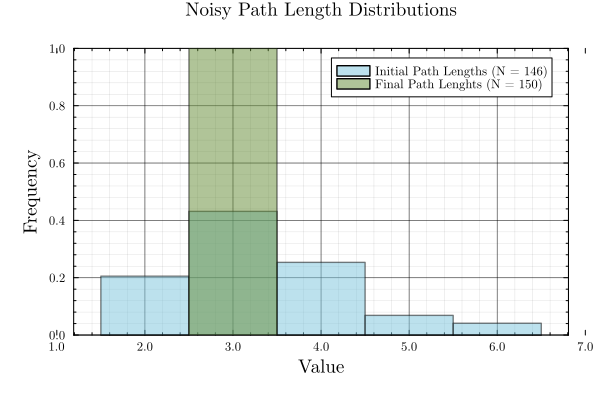 Noisy Path Length Distributions
Initial Path Lengths (N = 146)
Final Path Lenghts (N = 150)
Frequency
1.0
0.8
0.6
0.4
0.2
0.0
1.0 2.0 3.0 4.0 5.0 6.0 7.0
Value